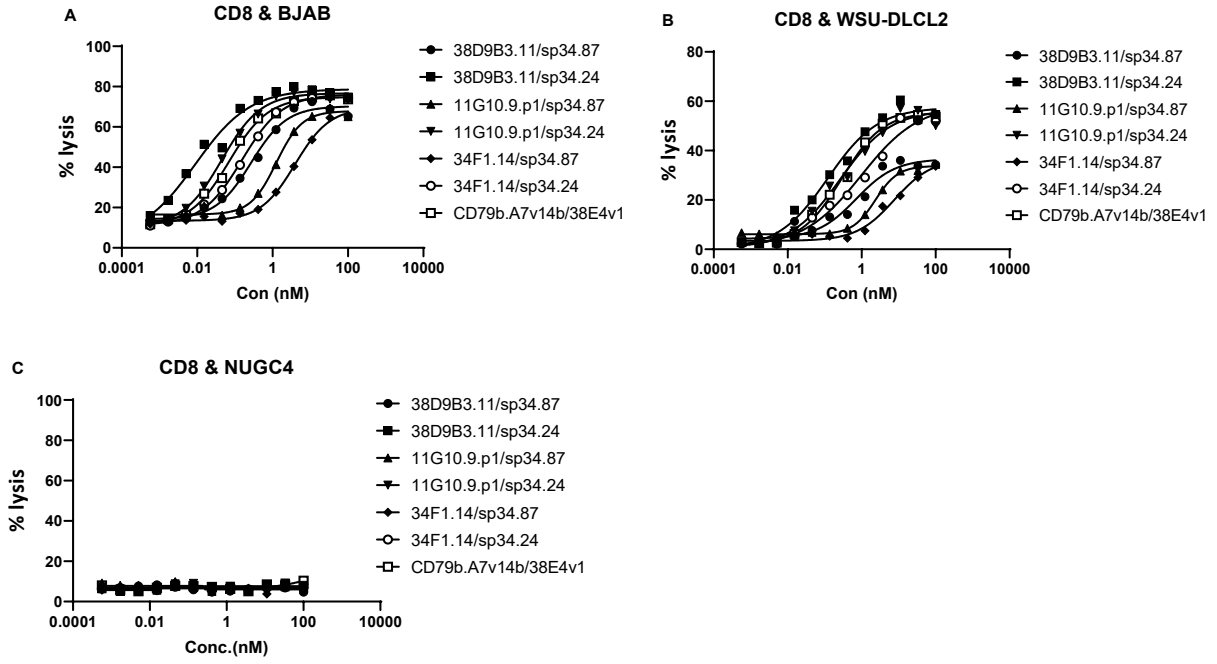 A
CD8 & BJAB
100
80
60
40
20
0
% lysis
0.0001
0.01
1
100
10000
Con (nM)
38D9B3.11/sp34.87
38D9B3.11/sp34.24
11G10.9.p1/sp34.87
11G10.9.p1/sp34.24
34F1.14/sp34.87
34F1.14/sp34.24
CD79b.A7v14b/38E4v1
B
CD8 & WSU-DLCL2
80
60
40
20
0
% lysis
0.0001
0.01
1
100
10000
Con (nM)
38D9B3.11/sp34.87
38D9B3.11/sp34.24
11G10.9.p1/sp34.87
11G10.9.p1/sp34.24
34F1.14/sp34.87
34F1.14/sp34.24
CD79b.A7v14b/38E4v1
C
CD8 & NUGC4
100
80
60
40
20
0
% lysis
0.0001
0.01
1
100
10000
Conc.(nM)
38D9B3.11/sp34.87
38D9B3.11/sp34.24
11G10.9.p1/sp34.87
11G10.9.p1/sp34.24
34F1.14/sp34.87
34F1.14/sp34.24
CD79b.A7v14b/38E4v1